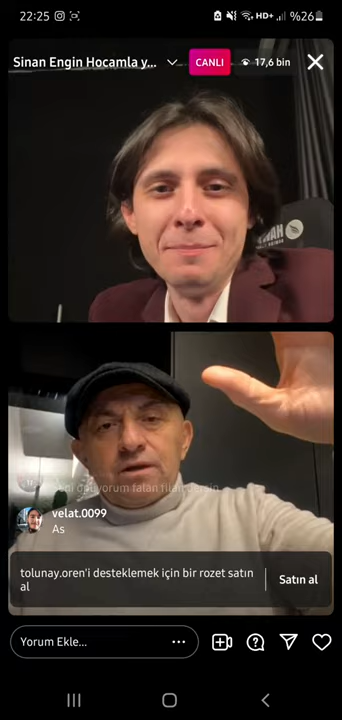 22:25
HD+
%26
Sinan Engin Hocamla y...
CANLI
17,6 bin
velat.0099
As
tolunay.oren'i desteklemek için bir rozet satın
al
Satın al
Yorum Ekle...